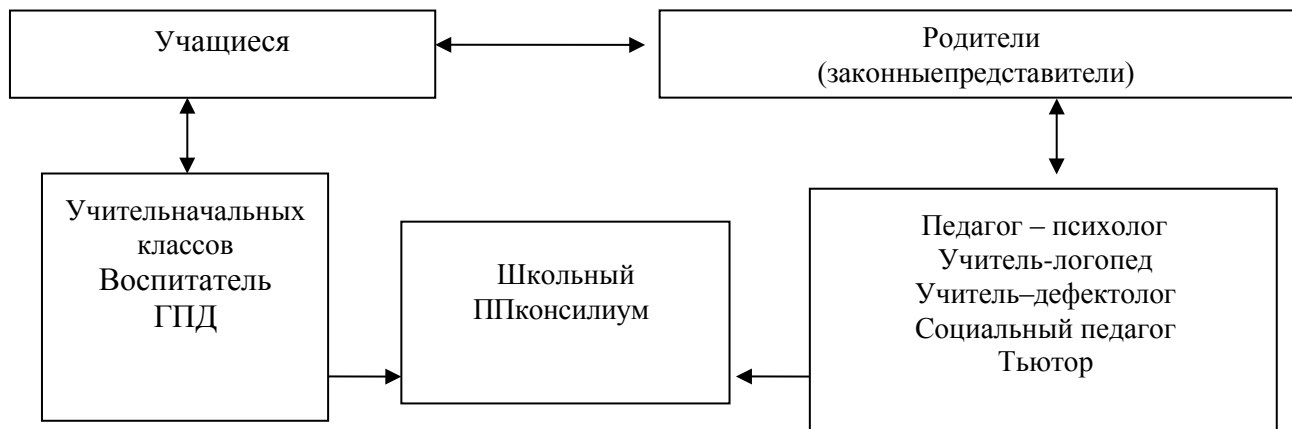 Учащиеся
Родители
(законныепредставители)
Учительначальных
классов
Воспитатель
ГПД
Школьный
ППконсилиум
Педагог – психолог
Учитель-логопед
Учитель–дефектолог
Социальный педагог
Тьютор